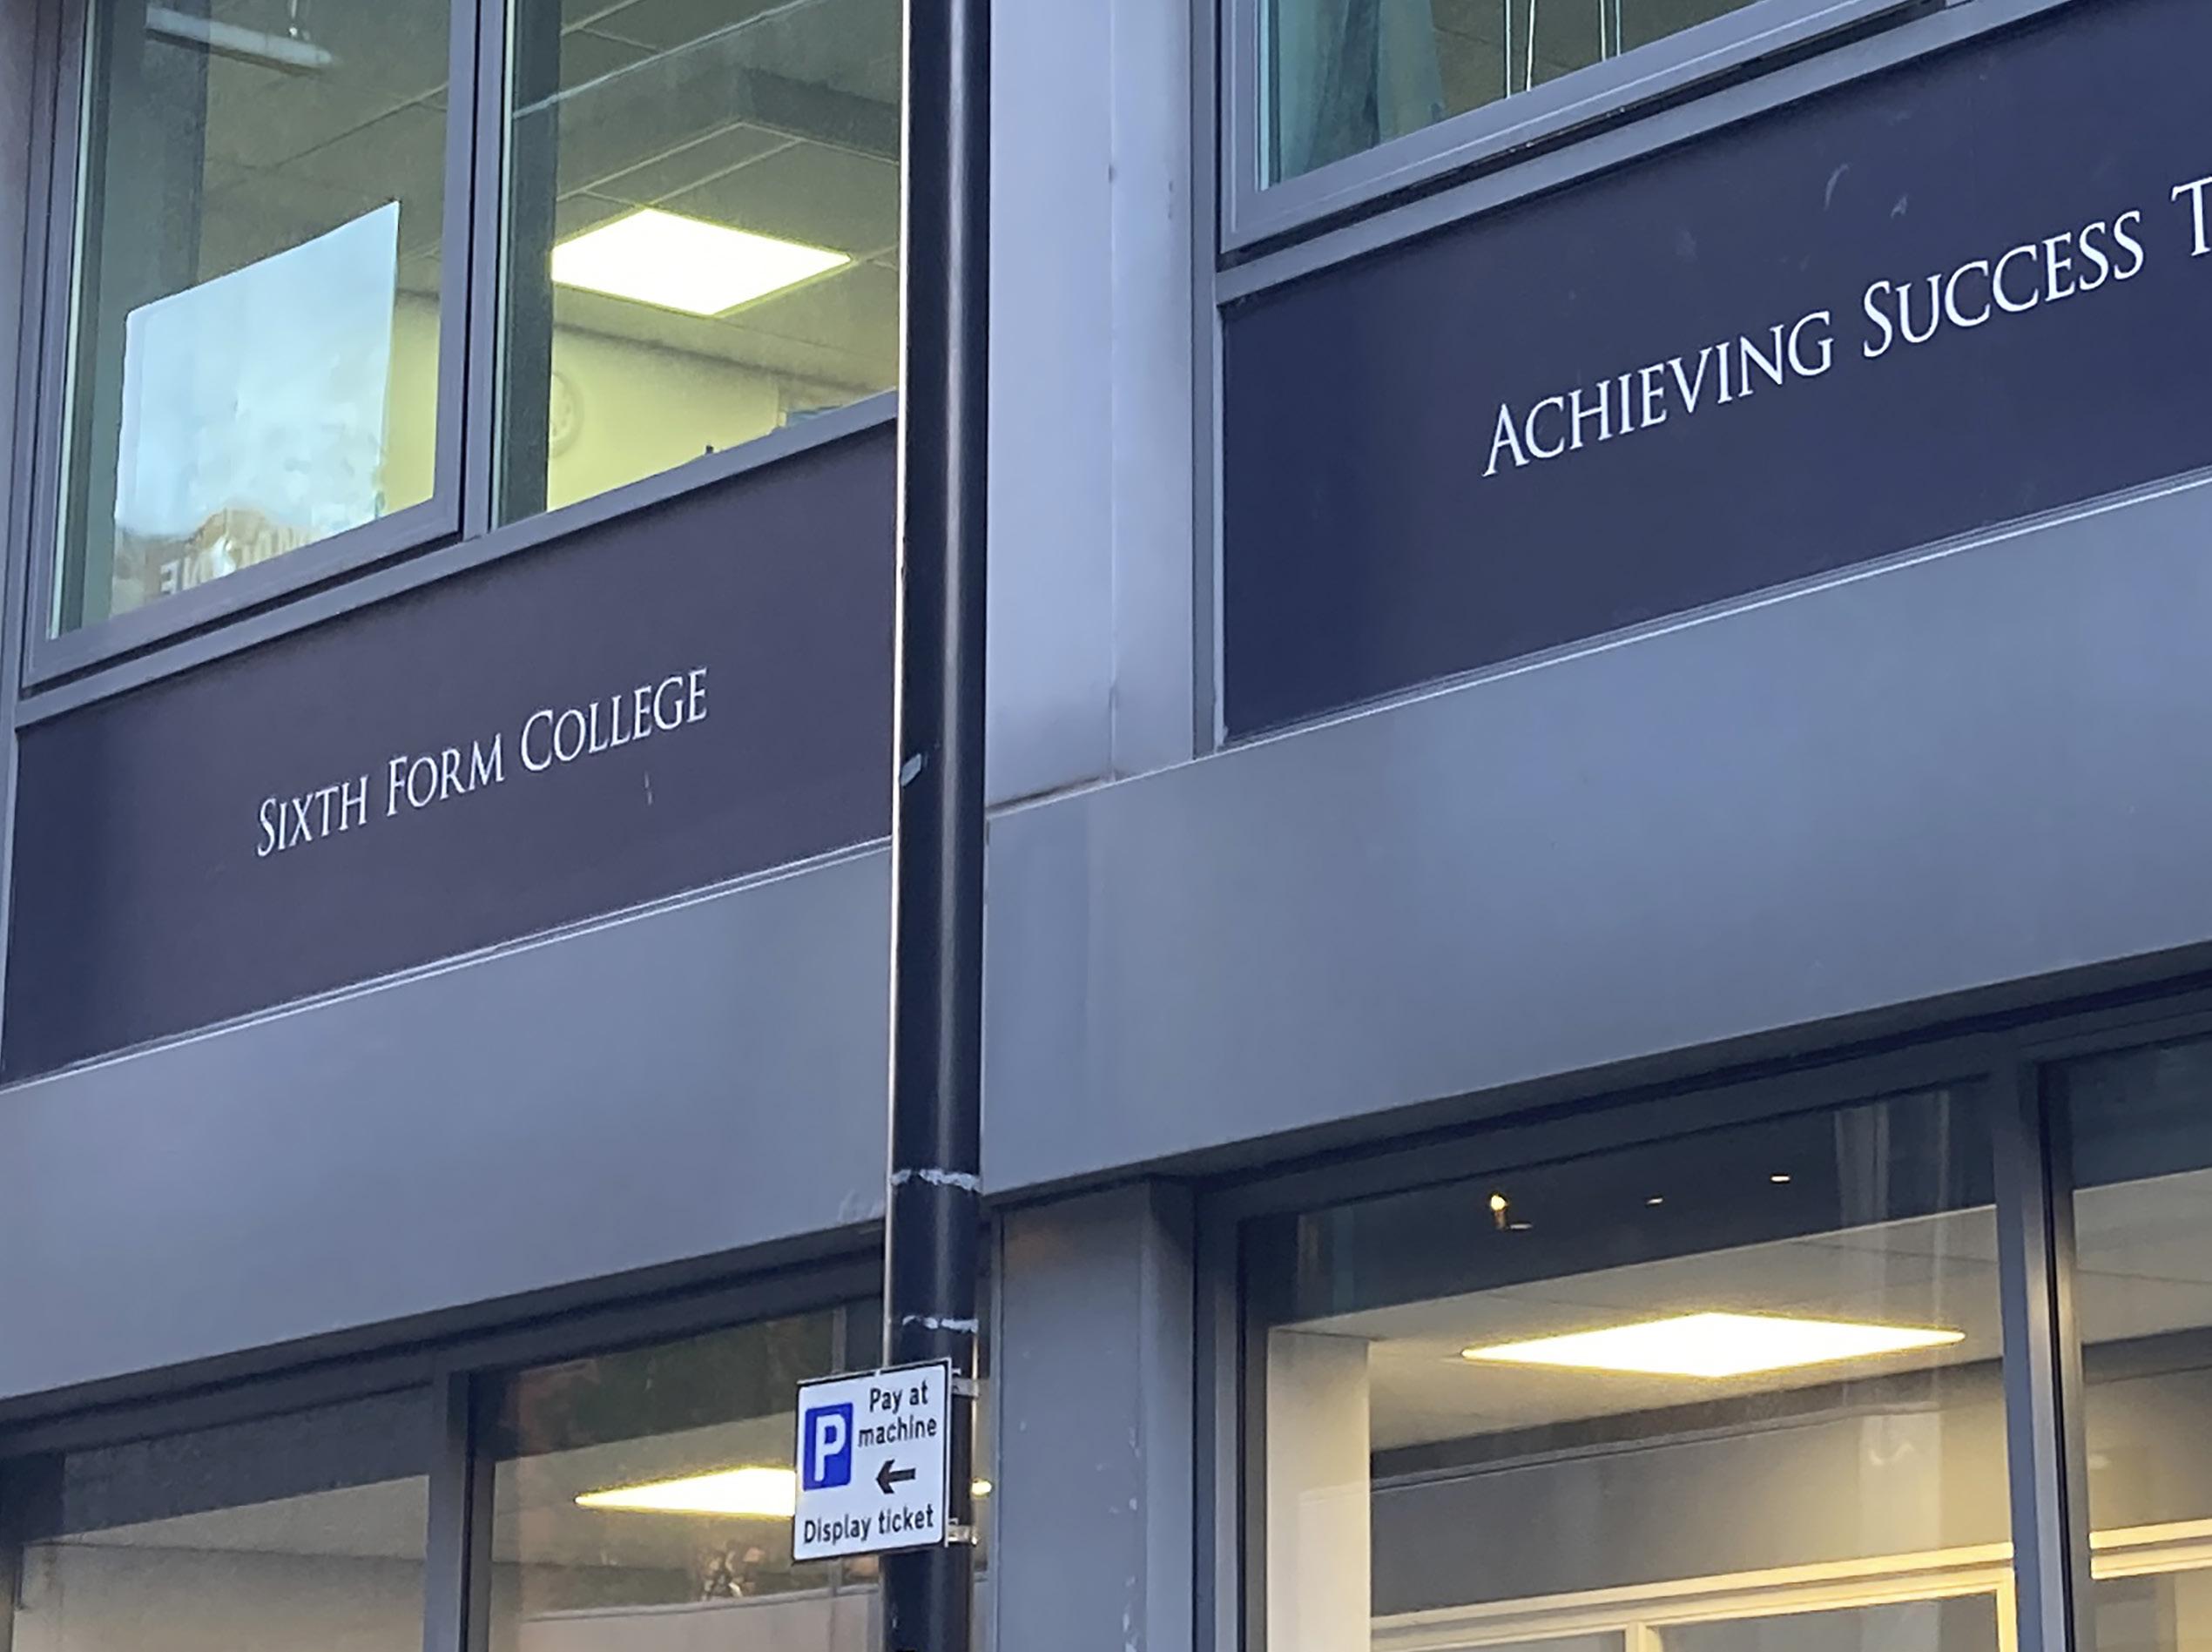 Sixth Form College
Achieving Success T
P
Pay at
machine
Display ticket